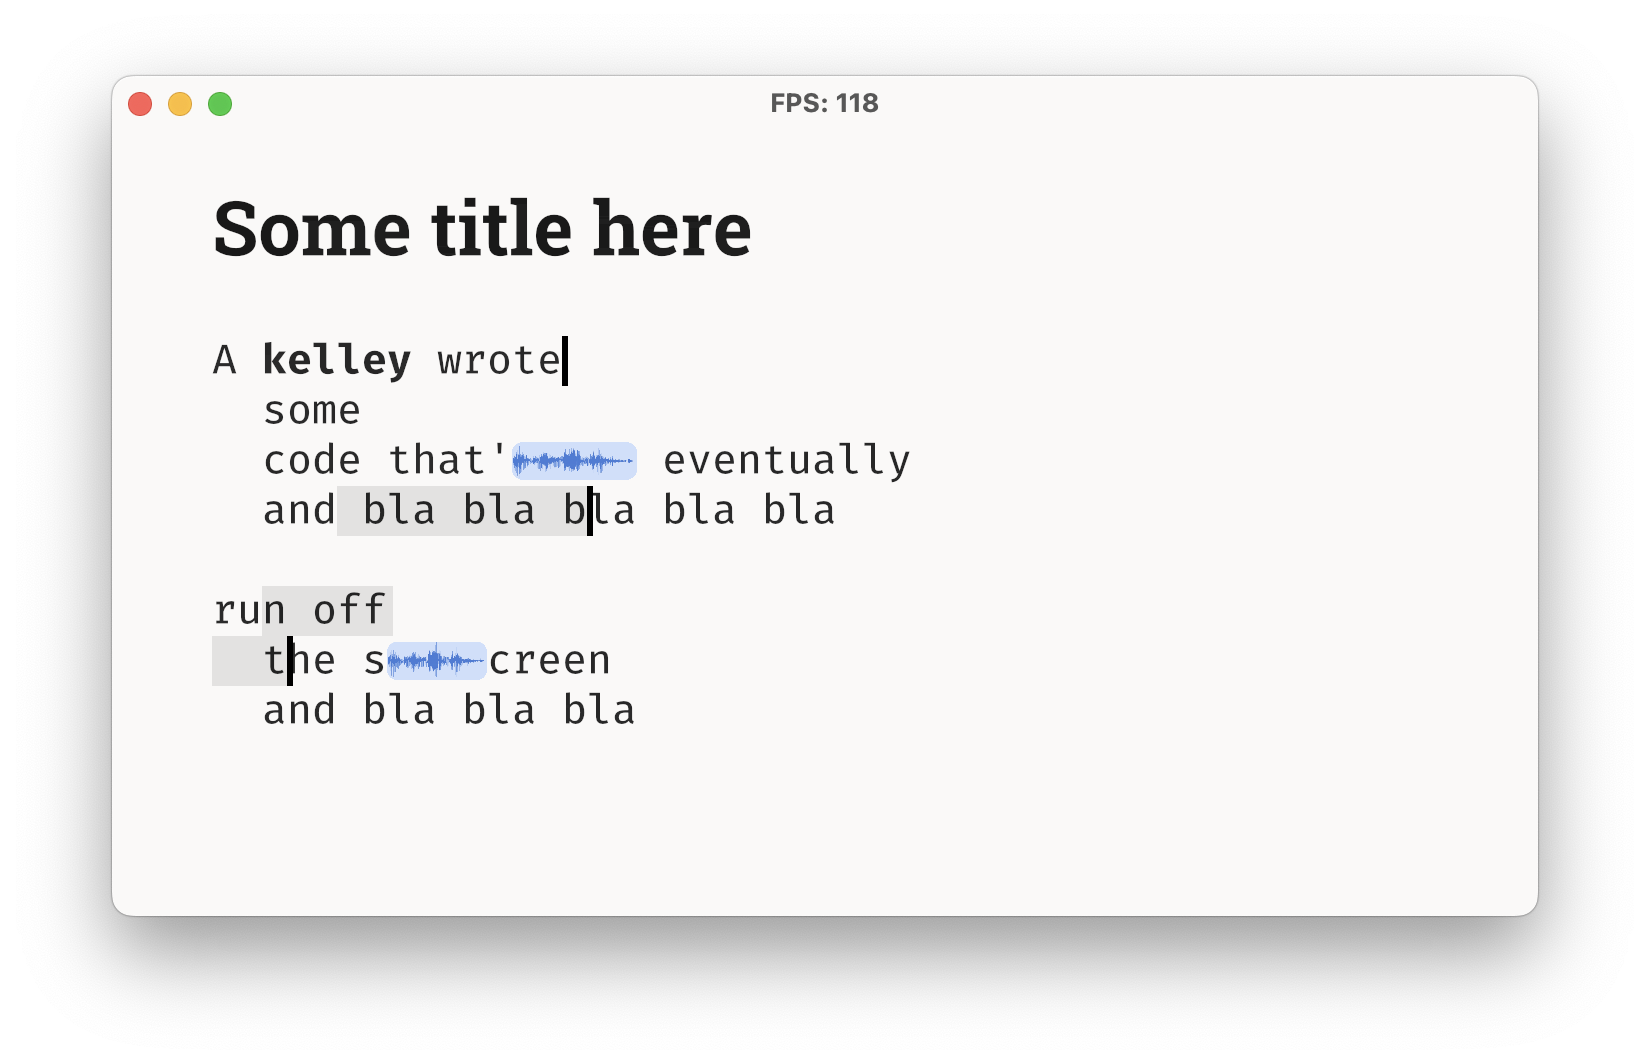 FPS: 118
Some title here
A kelley wrote
some
code that' eventually
and bla bla bla bla bla
run off
the s creen
and bla bla bla